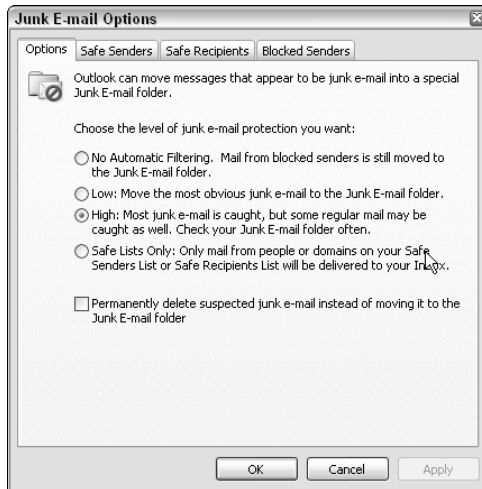 Junk E-mail Options
Options Safe Senders Safe Recipients Blocked Senders
Outlook can move messages that appear to be junk e-mail into a special
Junk E-mail folder.
Choose the level of junk e-mail protection you want:
No Automatic Filtering. Mail from blocked senders is still moved to
the Junk E-mail folder.
Low: Move the most obvious junk e-mail to the Junk E-mail folder.
High: Most junk e-mail is caught, but some regular mail may be
caught as well. Check your Junk E-mail folder often.
Safe Lists Only: Only mail from people or domains on your Safe
Senders List or Safe Recipients List will be delivered to your Inbox.
Permanently delete suspected junk e-mail instead of moving it to the
Junk E-mail folder
OK Cancel Apply